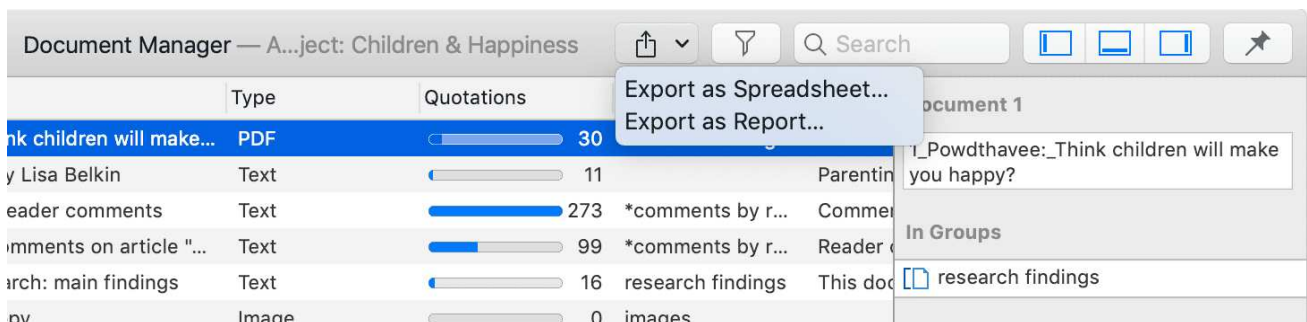 Document Manager — A...ject: Children & Happiness
Search
Export as Spreadsheet...
Export as Report...
Type Quotations
nk children will make... PDF 30
y Lisa Belkin Text 11 Parentin
eader comments Text 273 *comments by r... Commer
omments on article "... Text 99 *comments by r... Reader
arch: main findings Text 16 research findings This doc
Image 0 images
ocument 1
1_Powdthavee:_Think children will make
you happy?
In Groups
research findings